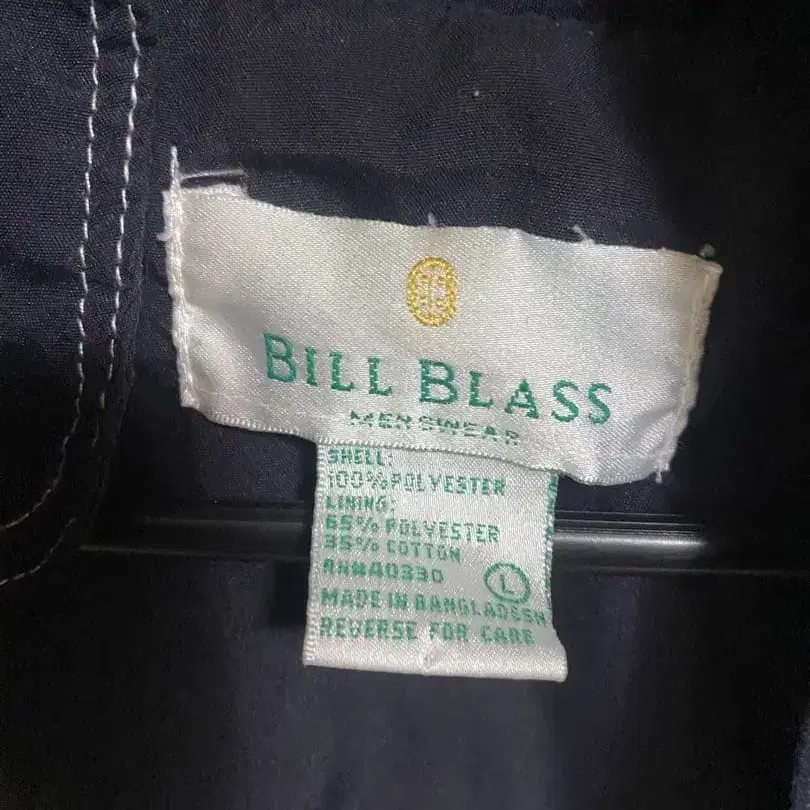 BILL BLASS
MENSWEAR
SHELL:
100% POLYESTER
LINING:
65% POLYESTER
35% COTTON
RN#40330
L
MADE IN BANGLADESH
REVERSE FOR CARE